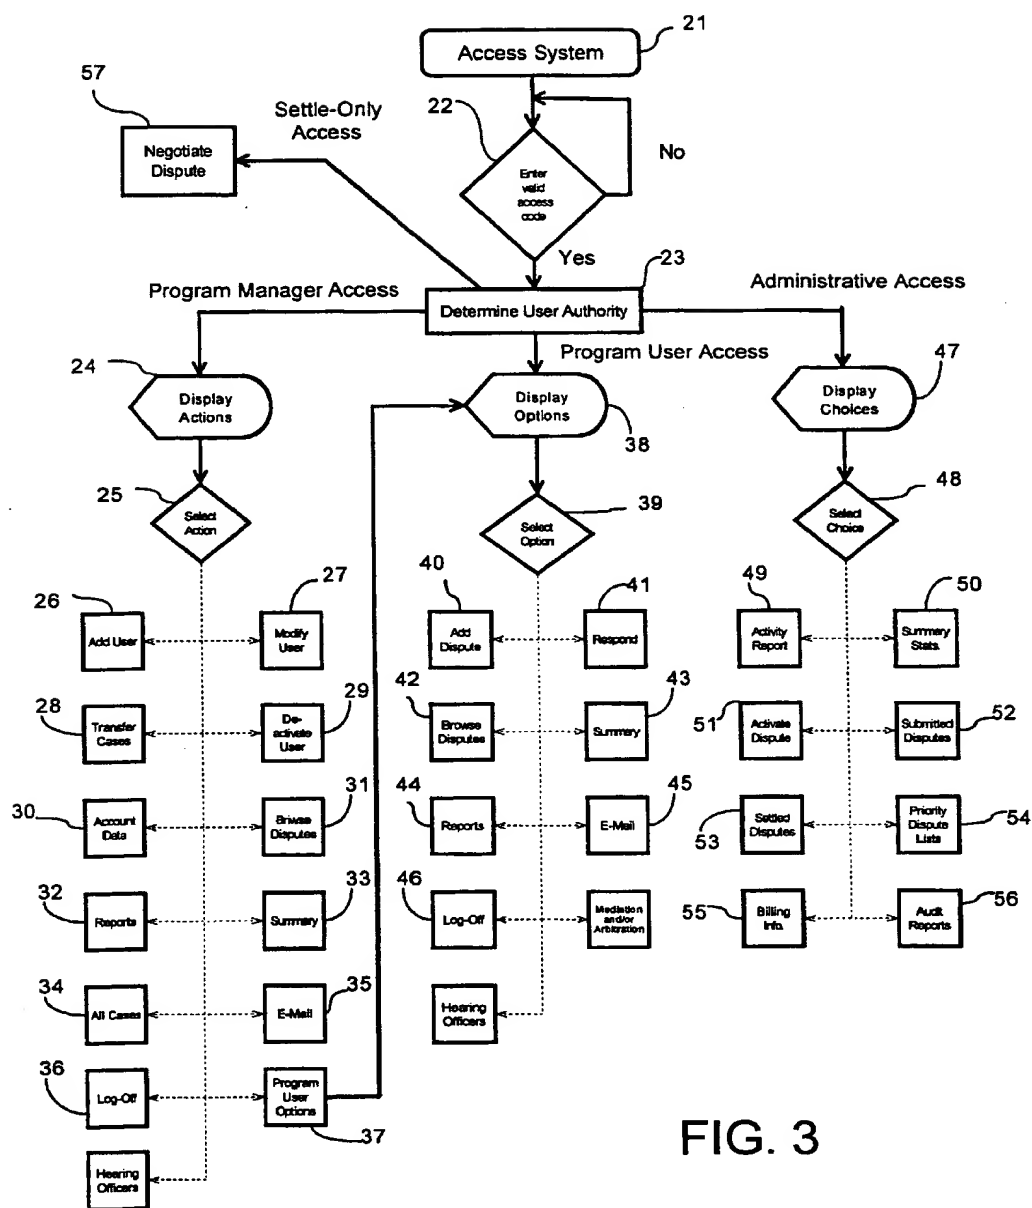 21
Access System
57
Settle-Only
Access
22
Negotiate
Dispute
No
Enter
valid
access
code
Yes
23
Program Manager Access
Administrative Access
Determine User Authority
Program User Access
24
47
Display
Actions
Display
Options
Display
Choices
38
25
48
39
Select
Action
Select
Option
Select
Choice
26
27
40
41
49
50
Add User
Modify
User
Add
Dispute
Respond
Activity
Report
Summary
Stats.
28
29
42
43
51
52
Transfer
Cases
De-
activate
User
Browse
Disputes
Summary
Activate
Dispute
Submitted
Disputes
30
31
44
45
53
54
Account
Data
Briwse
Disputes
Reports
E-Mail
Settled
Disputes
Priority
Dispute
Lists
32
33
46
55
56
Reports
Summary
Log-Off
Mediation
and/or
Arbitration
Billing
Info.
Audit
Reports
34
35
All Cases
E-Mail
Hearing
Officers
36
Log-Off
Program
User
Options
37
Hearing
Officers
FIG. 3